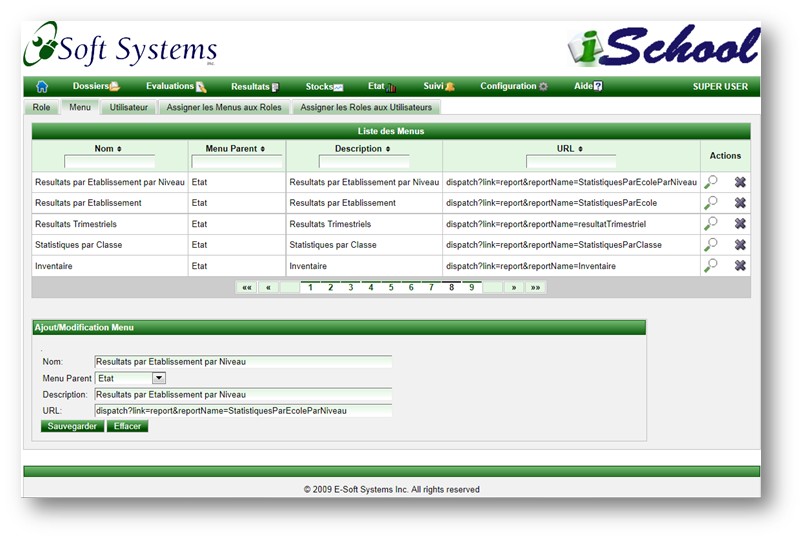 eSoft Systems INC.
iSchool
Dossiers Evaluations Resultats Stocks Etat Suivi Configuration Aide ? SUPER USER
Role Menu Utilisateur Assigner les Menus aux Roles Assigner les Roles aux Utilisateurs
Liste des Menus
Nom Menu Parent Description URL Actions
Resultats par Etablissement par Niveau Etat Resultats par Etablissement par Niveau dispatch?link=report&reportName=StatistiquesParEcoleParNiveau
Resultats par Etablissement Etat Resultats par Etablissement dispatch?link=report&reportName=StatistiquesParEcole
Resultats Trimestriels Etat Resultats Trimestriels dispatch?link=report&reportName=resultatTrimestriel
Statistiques par Classe Etat Statistiques par Classe dispatch?link=report&reportName=StatistiquesParClasse
Inventaire Etat Inventaire dispatch?link=report&reportName=Inventaire
«« « 1 2 3 4 5 6 7 8 9 » »»
Ajout/Modification Menu
.
Nom: Resultats par Etablissement par Niveau
Menu Parent Etat
Description: Resultats par Etablissement par Niveau
URL: dispatch?link=report&reportName=StatistiquesParEcoleParNiveau
Sauvegarder Effacer
© 2009 E-Soft Systems Inc. All rights reserved